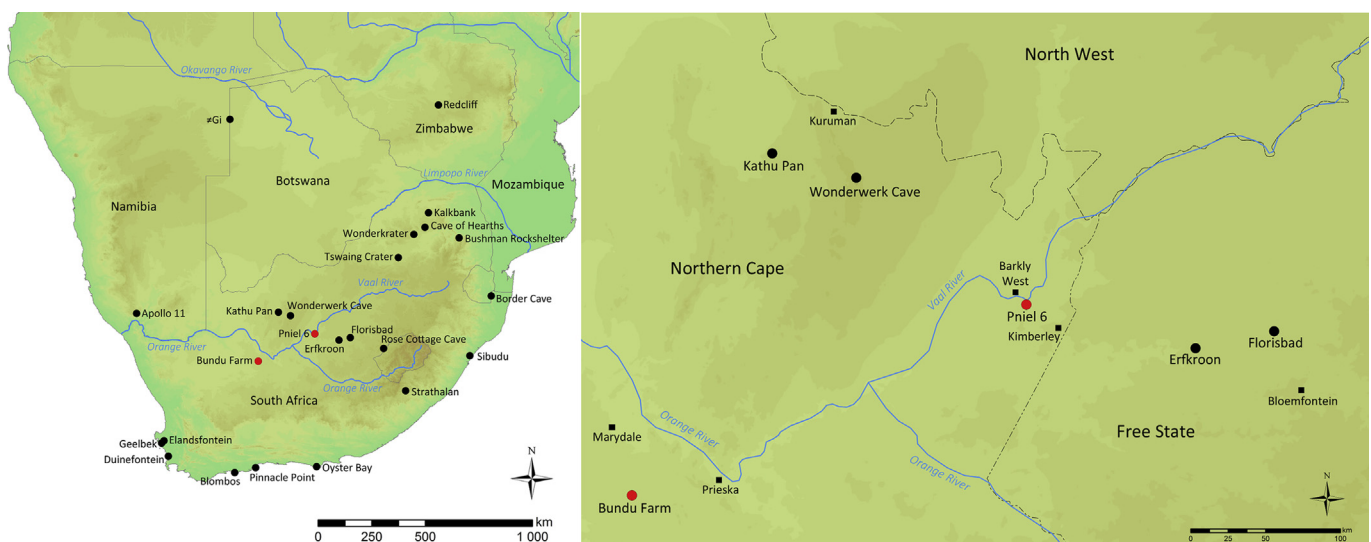 Okavango River
Redcliff
≠Gi
Zimbabwe
Botswana
Limpopo River
Mozambique
Namibia
Kalkbank
Cave of Hearths
Wonderkrater
Bushman Rockshelter
Tswaing Crater
Vaal River
Border Cave
Kathu Pan
Wonderwerk Cave
Apollo 11
Pniel 6
Florisbad
Orange River
Erfkroon
Rose Cottage Cave
Sibudu
Bundu Farm
Orange River
Strathalan
South Africa
Elandsfontein
Geelbek
Duinefontein
Oyster Bay
Pinnacle Point
Blombos
N
km
0 250 500 1 000
North West
Kuruman
Kathu Pan
Wonderwerk Cave
Northern Cape
Barkly
West
Vaal River
Pniel 6
Kimberley
Florisbad
Erfkroon
Bloemfontein
Orange River
Marydale
Free State
Orange River
Prieska
Bundu Farm
N
km
0 25 50 100